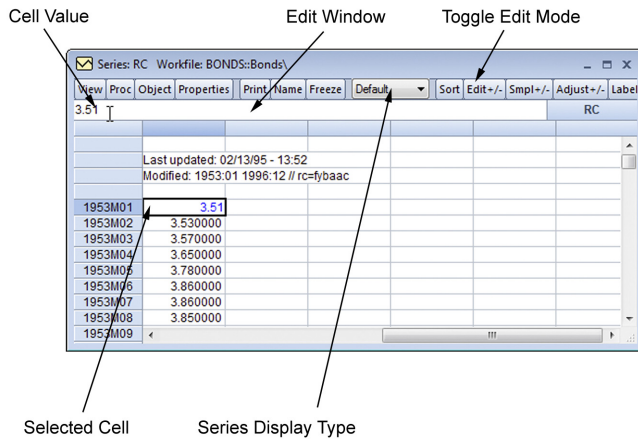 Cell Value
Edit Window
Toggle Edit Mode
Series: RC Workfile: BONDS::Bonds\
View Proc Object Properties Print Name Freeze Default Sort Edit+/- Smpl+/- Adjust+/- Label
3.51 RC
Last updated: 02/13/95 - 13:52
Modified: 1953:01 1996:12 // rc=fybaac
1953M01 3.51
1953M02 3.530000
1953M03 3.570000
1953M04 3.650000
1953M05 3.780000
1953M06 3.860000
1953M07 3.860000
1953M08 3.850000
1953M09
Selected Cell
Series Display Type